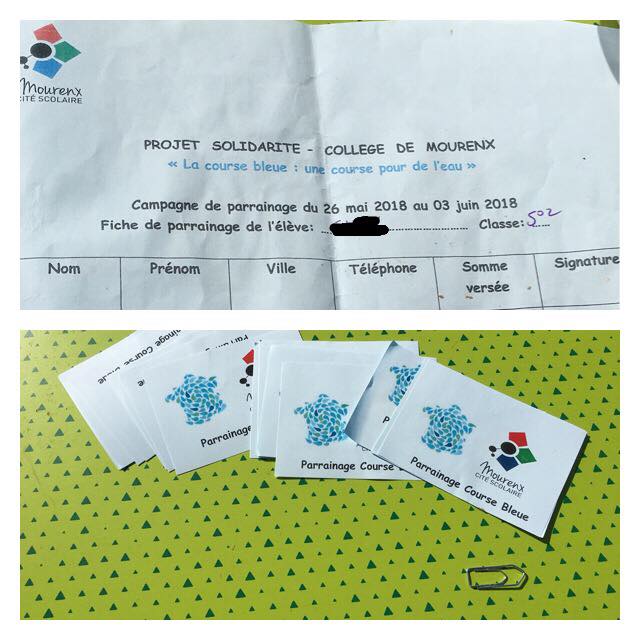 Mourenx
CITÉ SCOLAIRE
PROJET SOLIDARITE - COLLEGE DE MOURENX
« La course bleue : une course pour de l'eau »
Campagne de parrainage du 26 mai 2018 au 03 juin 2018
Fiche de parrainage de l'élève: Classe: 502
Nom Prénom Ville Téléphone Somme versée Signature
Parrainage Course Bleue
Parrainage
Parrainage Course
Mourenx
CITÉ SCOLAIRE
Parrainage Course Bleue